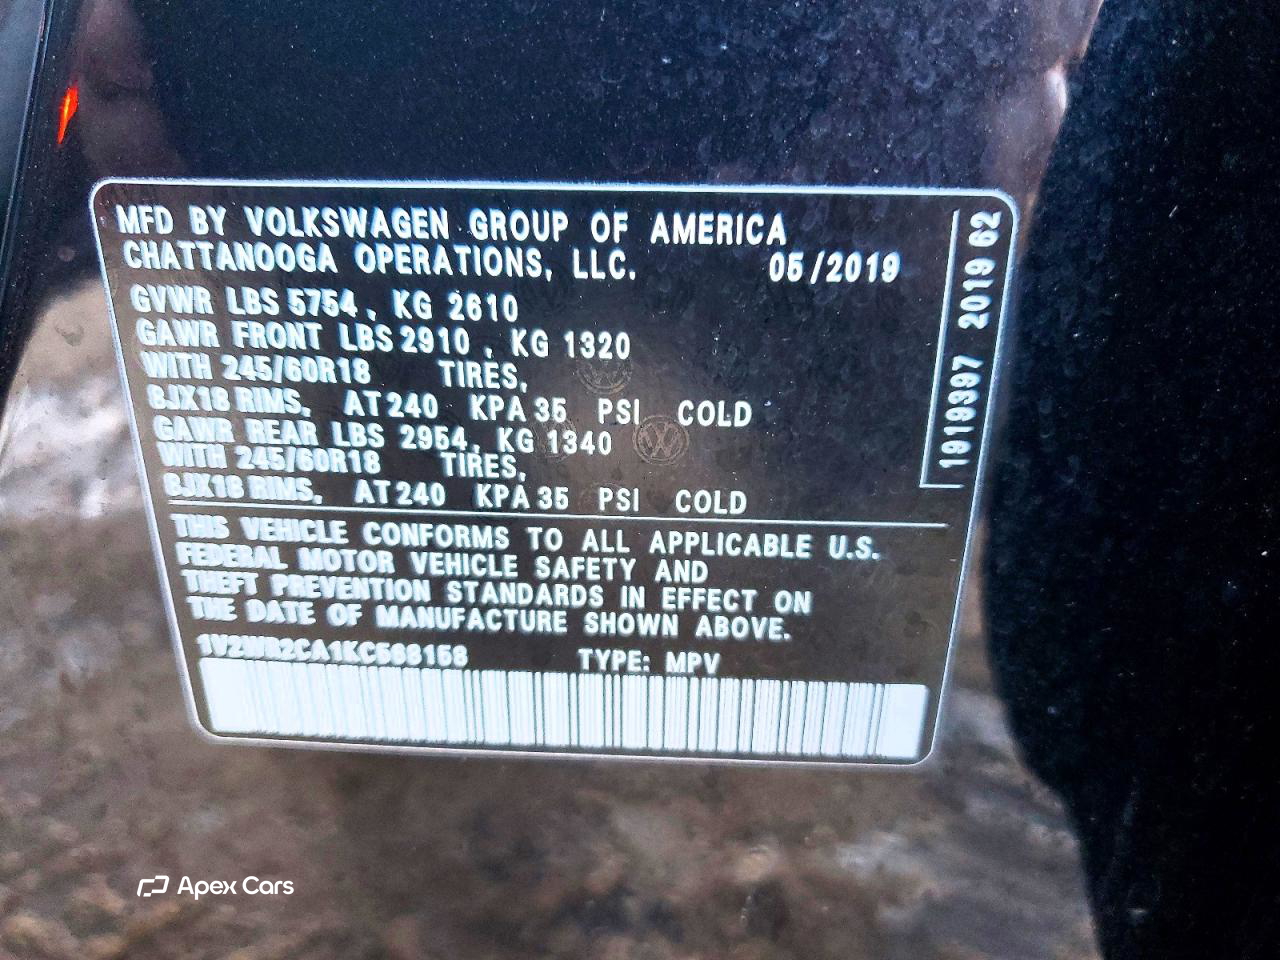 MFD BY VOLKSWAGEN GROUP OF AMERICA
CHATTANOOGA OPERATIONS, LLC. 05/2019
GVWR LBS 5754, KG 2610
GAWR FRONT LBS 2910, KG 1320
WITH 245/60R18 TIRES,
8JX18 RIMS, AT 240 KPA 35 PSI COLD
GAWR REAR LBS 2954, KG 1340
WITH 245/60R18 TIRES,
8JX18 RIMS, AT 240 KPA 35 PSI COLD
THIS VEHICLE CONFORMS TO ALL APPLICABLE U.S.
FEDERAL MOTOR VEHICLE SAFETY AND
THEFT PREVENTION STANDARDS IN EFFECT ON
THE DATE OF MANUFACTURE SHOWN ABOVE.
TYPE: MPV
1919397 2019 62
Apex Cars